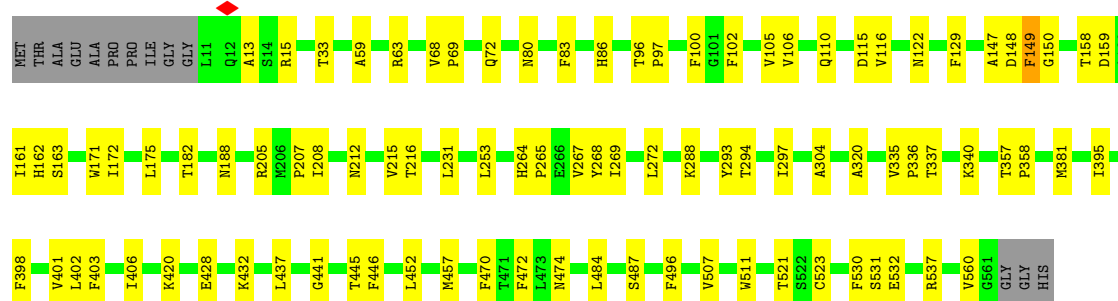 MET THR ALA GLU ALA PRO PRO ILE GLY GLY L11 Q12 A13 S14 R15 T33 A59 R63 V68 P69 Q72 N80 F83 H86 T96 P97 F100 G101 F102 V105 V106 Q110 D115 V116 N122 F129 A147 D148 F149 G150 T158 D159
I161 H162 S163 W171 I172 L175 T182 N188 R205 M206 P207 I208 N212 V215 T216 L231 L253 H264 P265 E266 V267 Y268 I269 L272 K288 Y293 T294 I297 A304 A320 V335 P336 T337 K340 T357 P358 M381 I395
F398 V401 L402 F403 I406 K420 E428 K432 L437 G441 T445 F446 L452 M457 F470 T471 F472 L473 N474 L484 S487 F496 V507 W511 T521 S522 C523 F530 S531 E532 R537 V560 G561 GLY GLY HIS